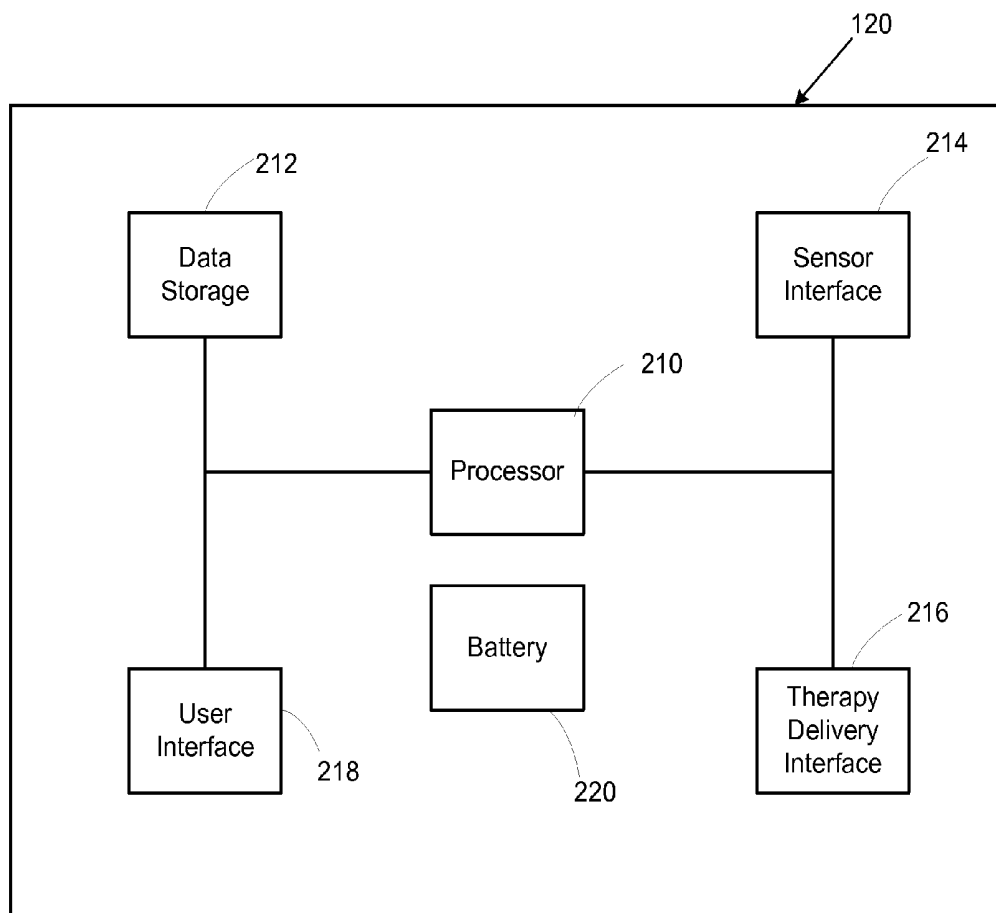 120
212
214
Data
Storage
Sensor
Interface
210
Processor
216
Battery
User
Interface
Therapy
Delivery
Interface
218
220